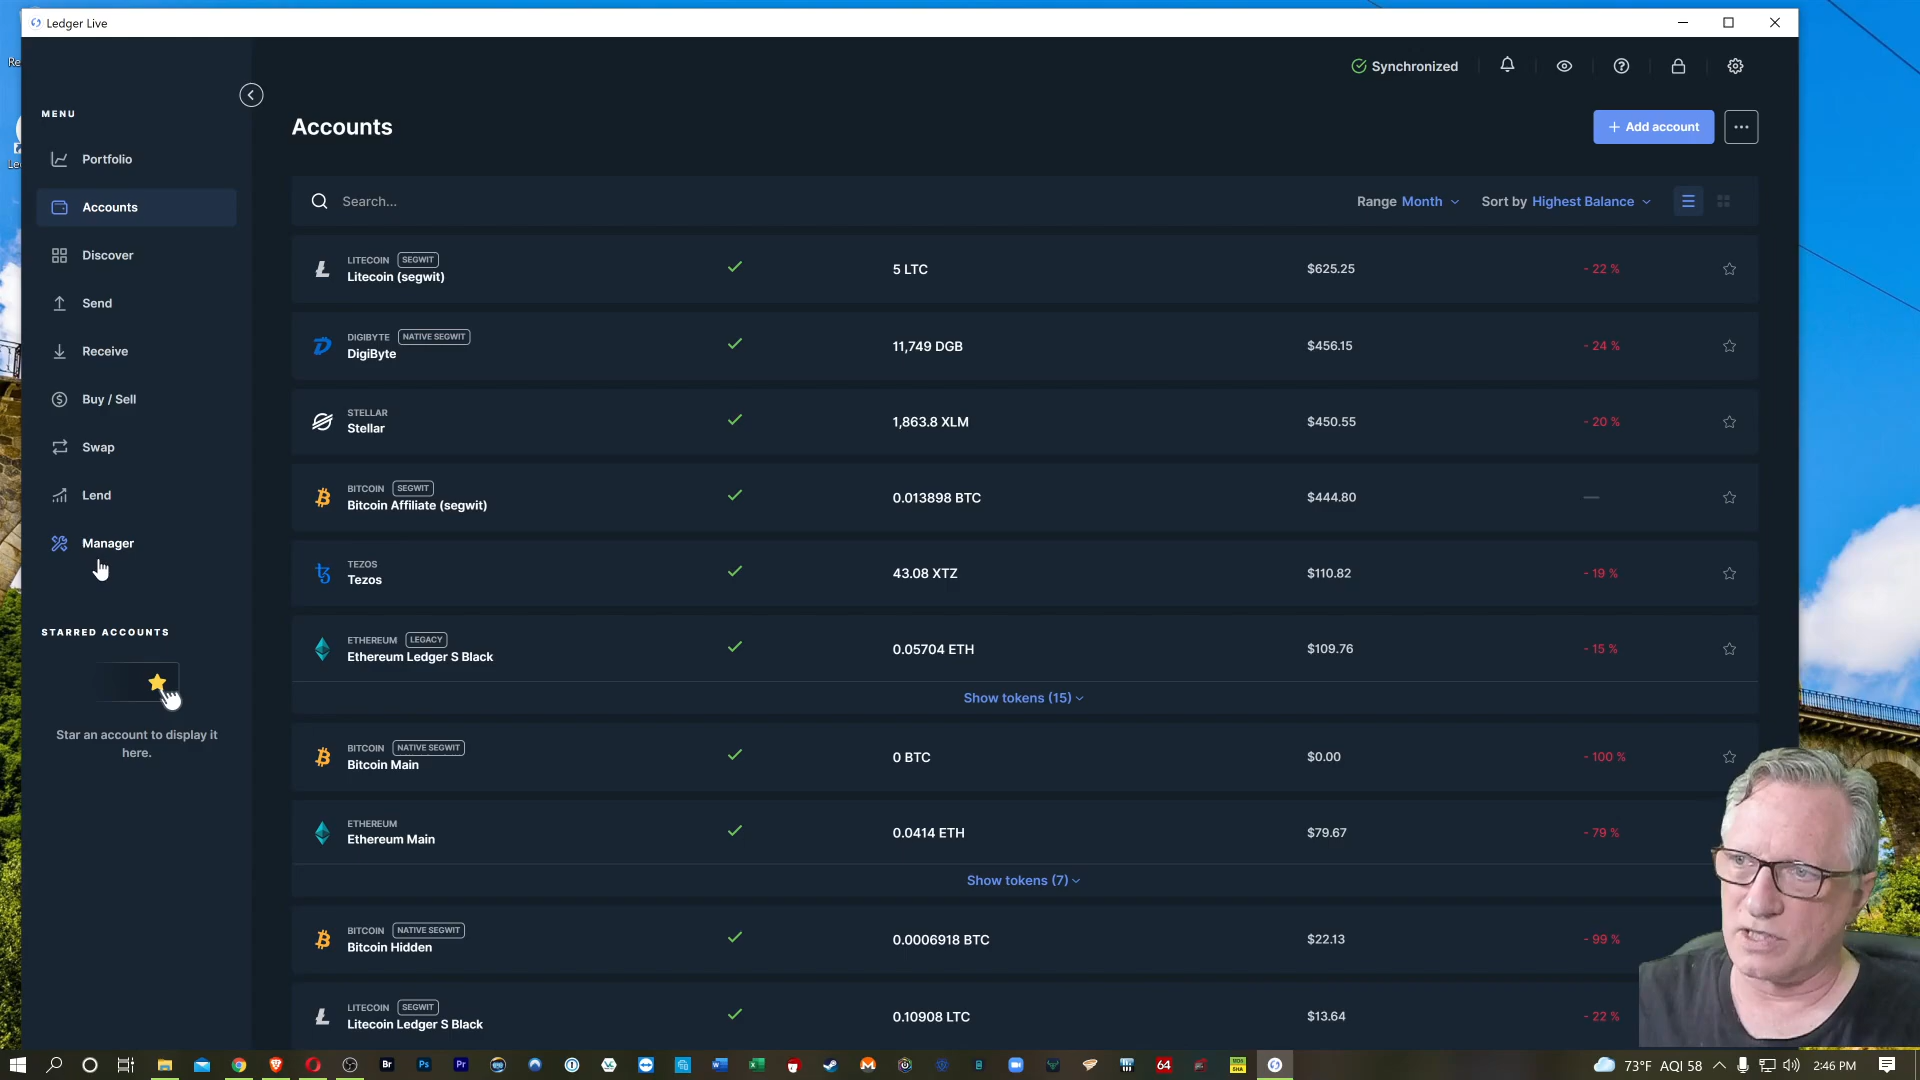 Ledger Live
Re
Le
MENU
Portfolio
Accounts
Discover
Send
Receive
Buy / Sell
Swap
Lend
Manager
STARRED ACCOUNTS
Star an account to display it
here.
Synchronized
Accounts
+ Add account
Search...
Range Month
Sort by Highest Balance
LITECOIN SEGWIT
Litecoin (segwit)
5 LTC
$625.25
- 22 %
DIGIBYTE NATIVE SEGWIT
DigiByte
11,749 DGB
$456.15
- 24 %
STELLAR
Stellar
1,863.8 XLM
$450.55
- 20 %
BITCOIN SEGWIT
Bitcoin Affiliate (segwit)
0.013898 BTC
$444.80
—
TEZOS
Tezos
43.08 XTZ
$110.82
- 19 %
ETHEREUM LEGACY
Ethereum Ledger S Black
0.05704 ETH
$109.76
- 15 %
Show tokens (15)
BITCOIN NATIVE SEGWIT
Bitcoin Main
0 BTC
$0.00
- 100 %
ETHEREUM
Ethereum Main
0.0414 ETH
$79.67
- 79 %
Show tokens (7)
BITCOIN NATIVE SEGWIT
Bitcoin Hidden
0.0006918 BTC
$22.13
- 99 %
LITECOIN SEGWIT
Litecoin Ledger S Black
0.10908 LTC
$13.64
- 22 %
Br Ps Pr 64 73°F AQI 58 2:46 PM